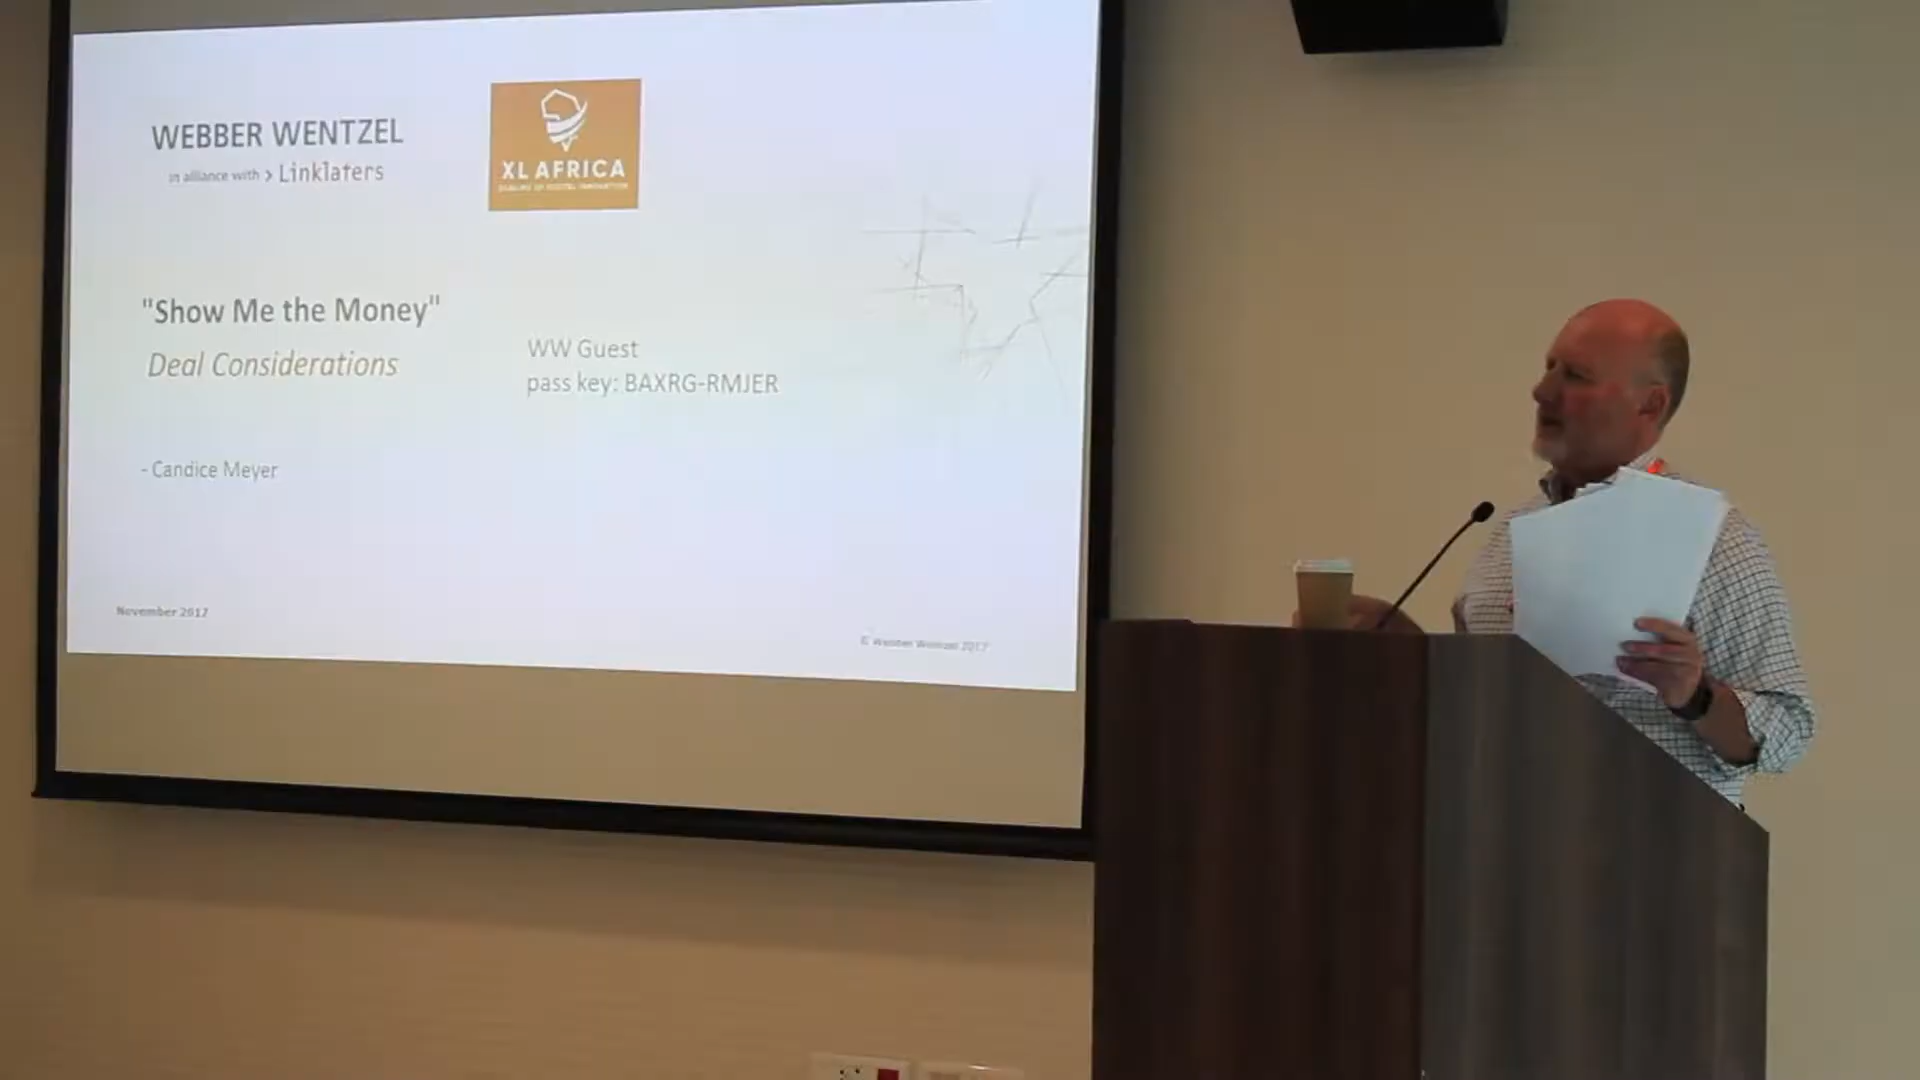 WEBBER WENTZEL
in alliance with > Linklaters
XL AFRICA
"Show Me the Money"
Deal Considerations
WW Guest
pass key: BAXRG-RMJER
- Candice Meyer
November 2017
© Webber Wentzel 2017